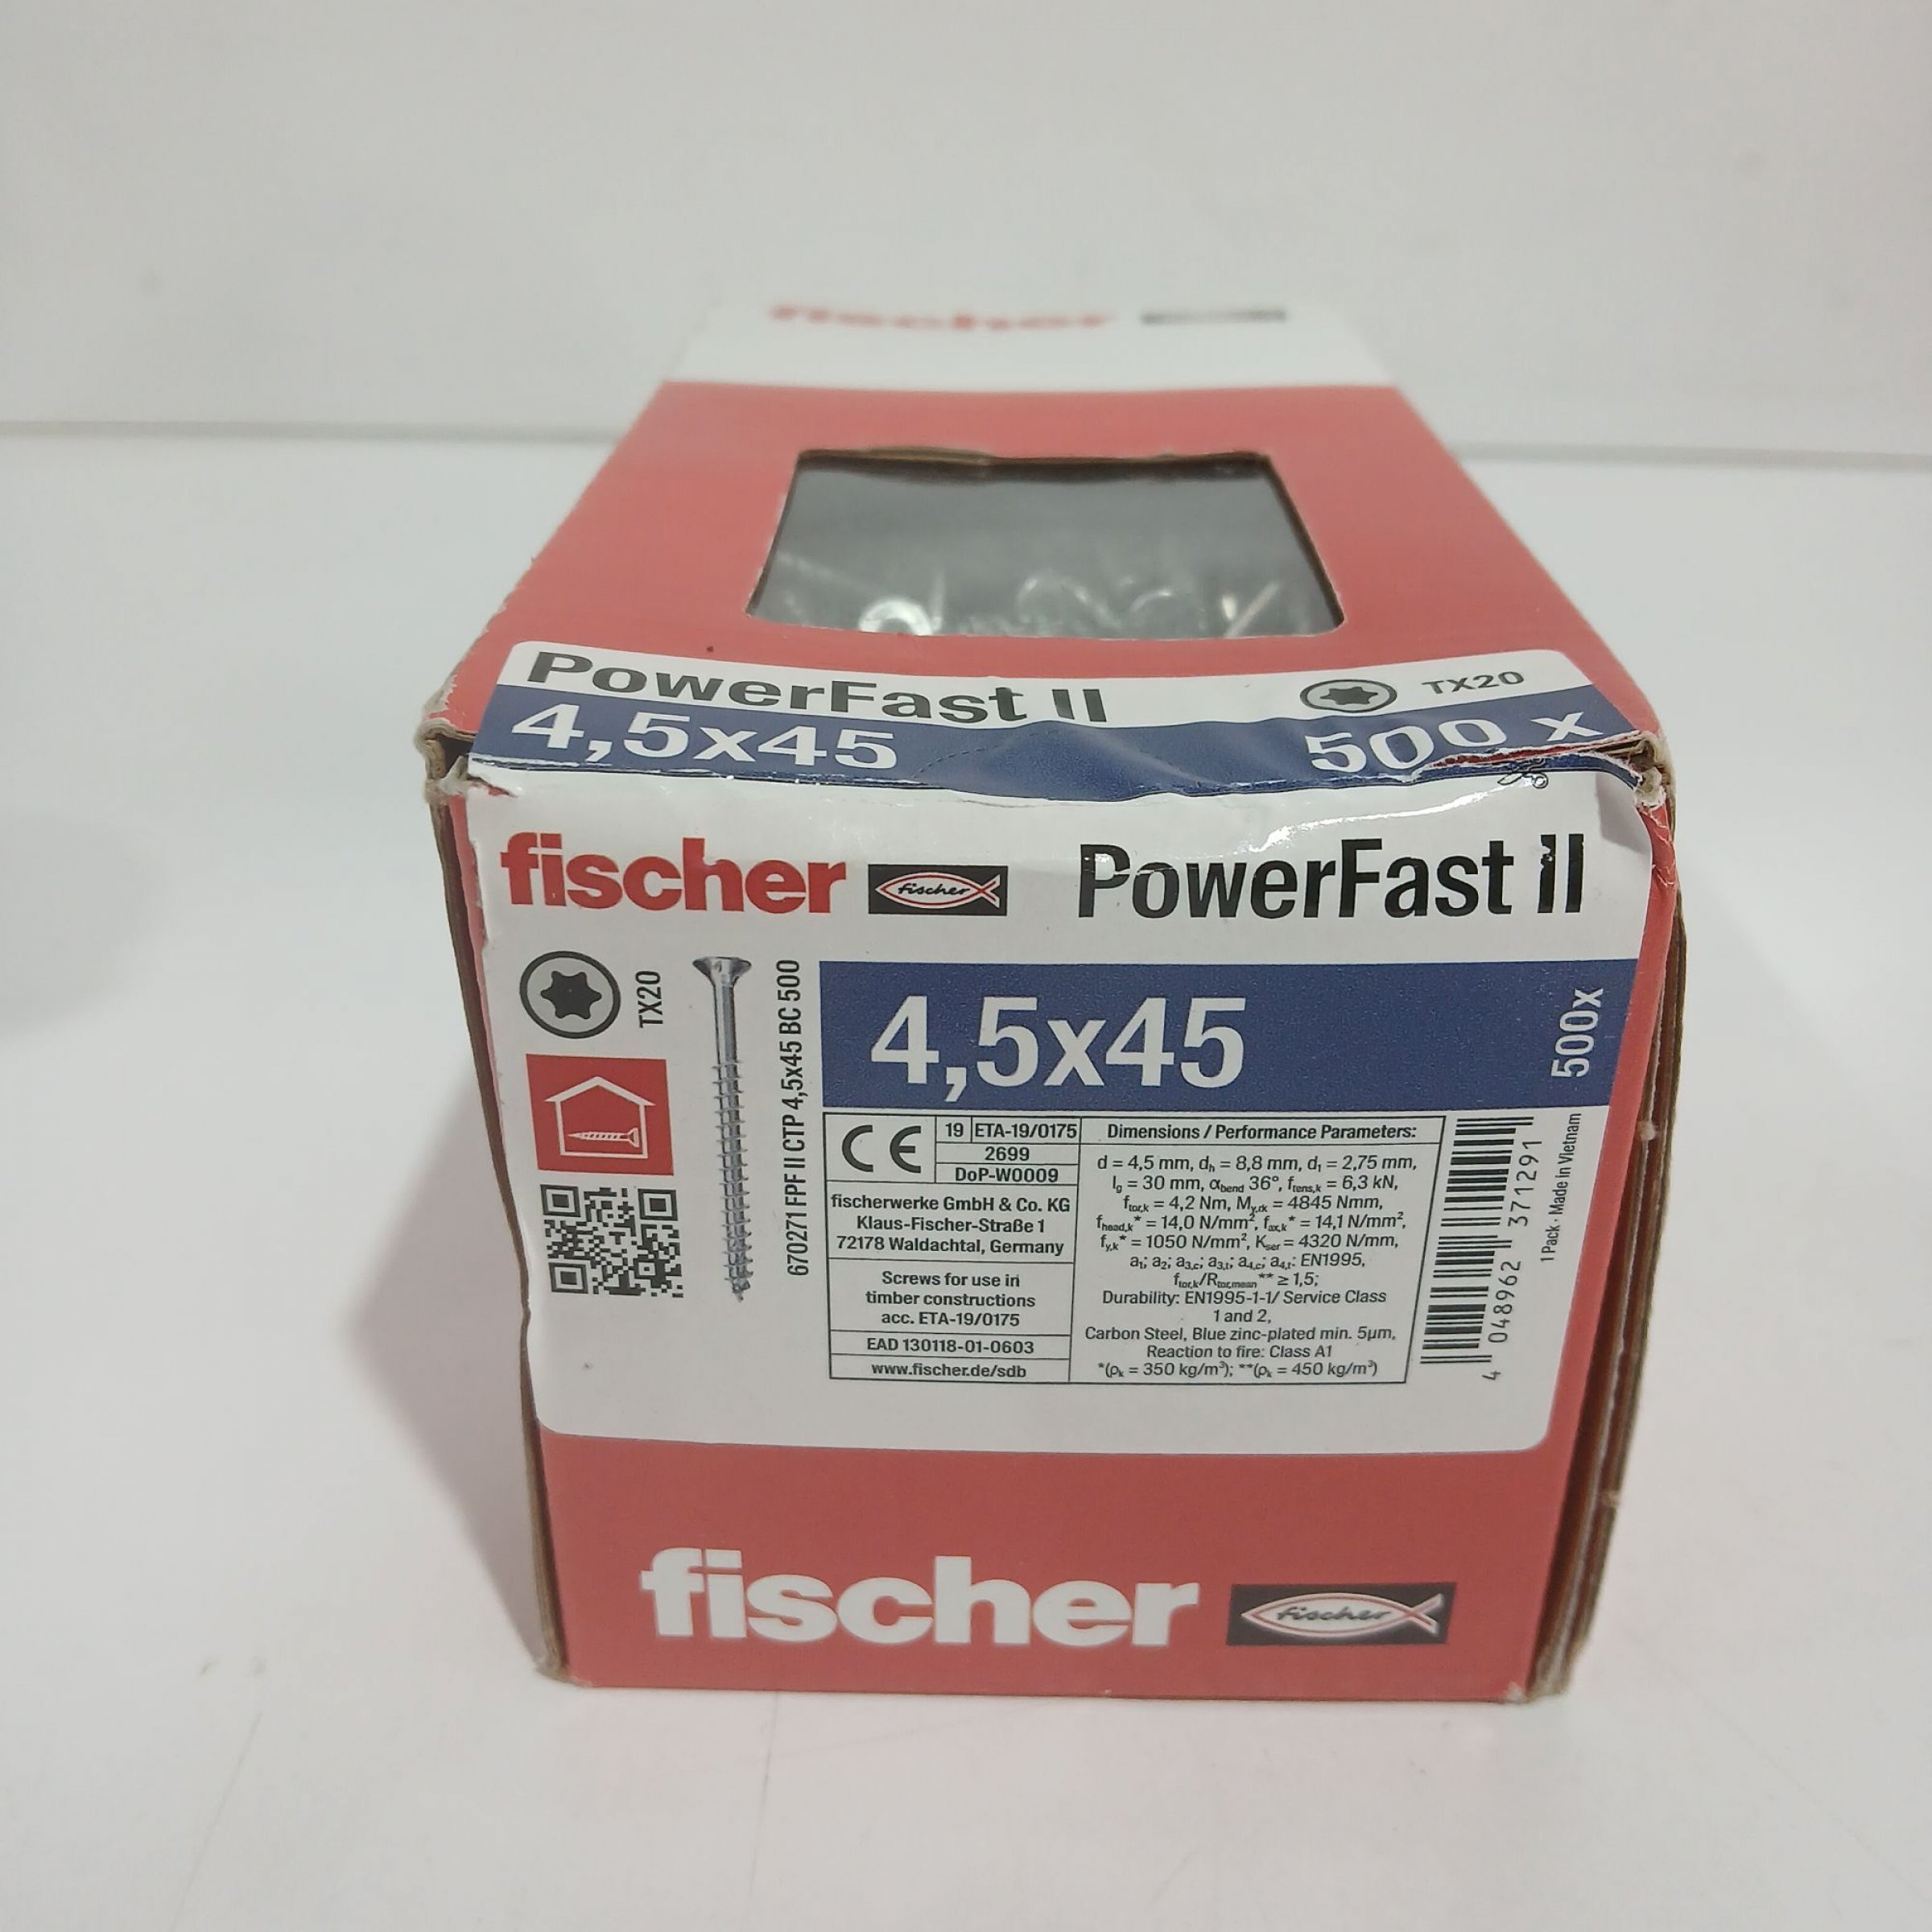 fischer
PowerFast II
TX20
4,5x45
500 x
fischer
fischer
PowerFast II
TX20
670271 FPF II CTP 4,5x45 BC 500
4,5x45
500x
CE
19
ETA-19/0175
2699
DoP-W0009
fischerwerke GmbH & Co. KG
Klaus-Fischer-Straße 1
72178 Waldachtal, Germany
Screws for use in
timber constructions
acc. ETA-19/0175
EAD 130118-01-0603
www.fischer.de/sdb
Dimensions / Performance Parameters:
d = 4,5 mm, dh = 8,8 mm, d1 = 2,75 mm,
lg = 30 mm, αbend 36°, ftens,k = 6,3 kN,
ftor,k = 4,2 Nm, My,rk = 4845 Nmm,
fhead,k* = 14,0 N/mm², fax,k* = 14,1 N/mm²,
fy,k* = 1050 N/mm², Kser = 4320 N/mm,
a1; a2; a3,c; a3,t; a4,c; a4,t: EN1995,
ftor,k/Rtor,mean** ≥ 1,5;
Durability: EN1995-1-1/ Service Class
1 and 2,
Carbon Steel, Blue zinc-plated min. 5µm,
Reaction to fire: Class A1
*(ρk = 350 kg/m³); **(ρk = 450 kg/m³)
4 048962 371291
1 Pack · Made in Vietnam
fischer
fischer